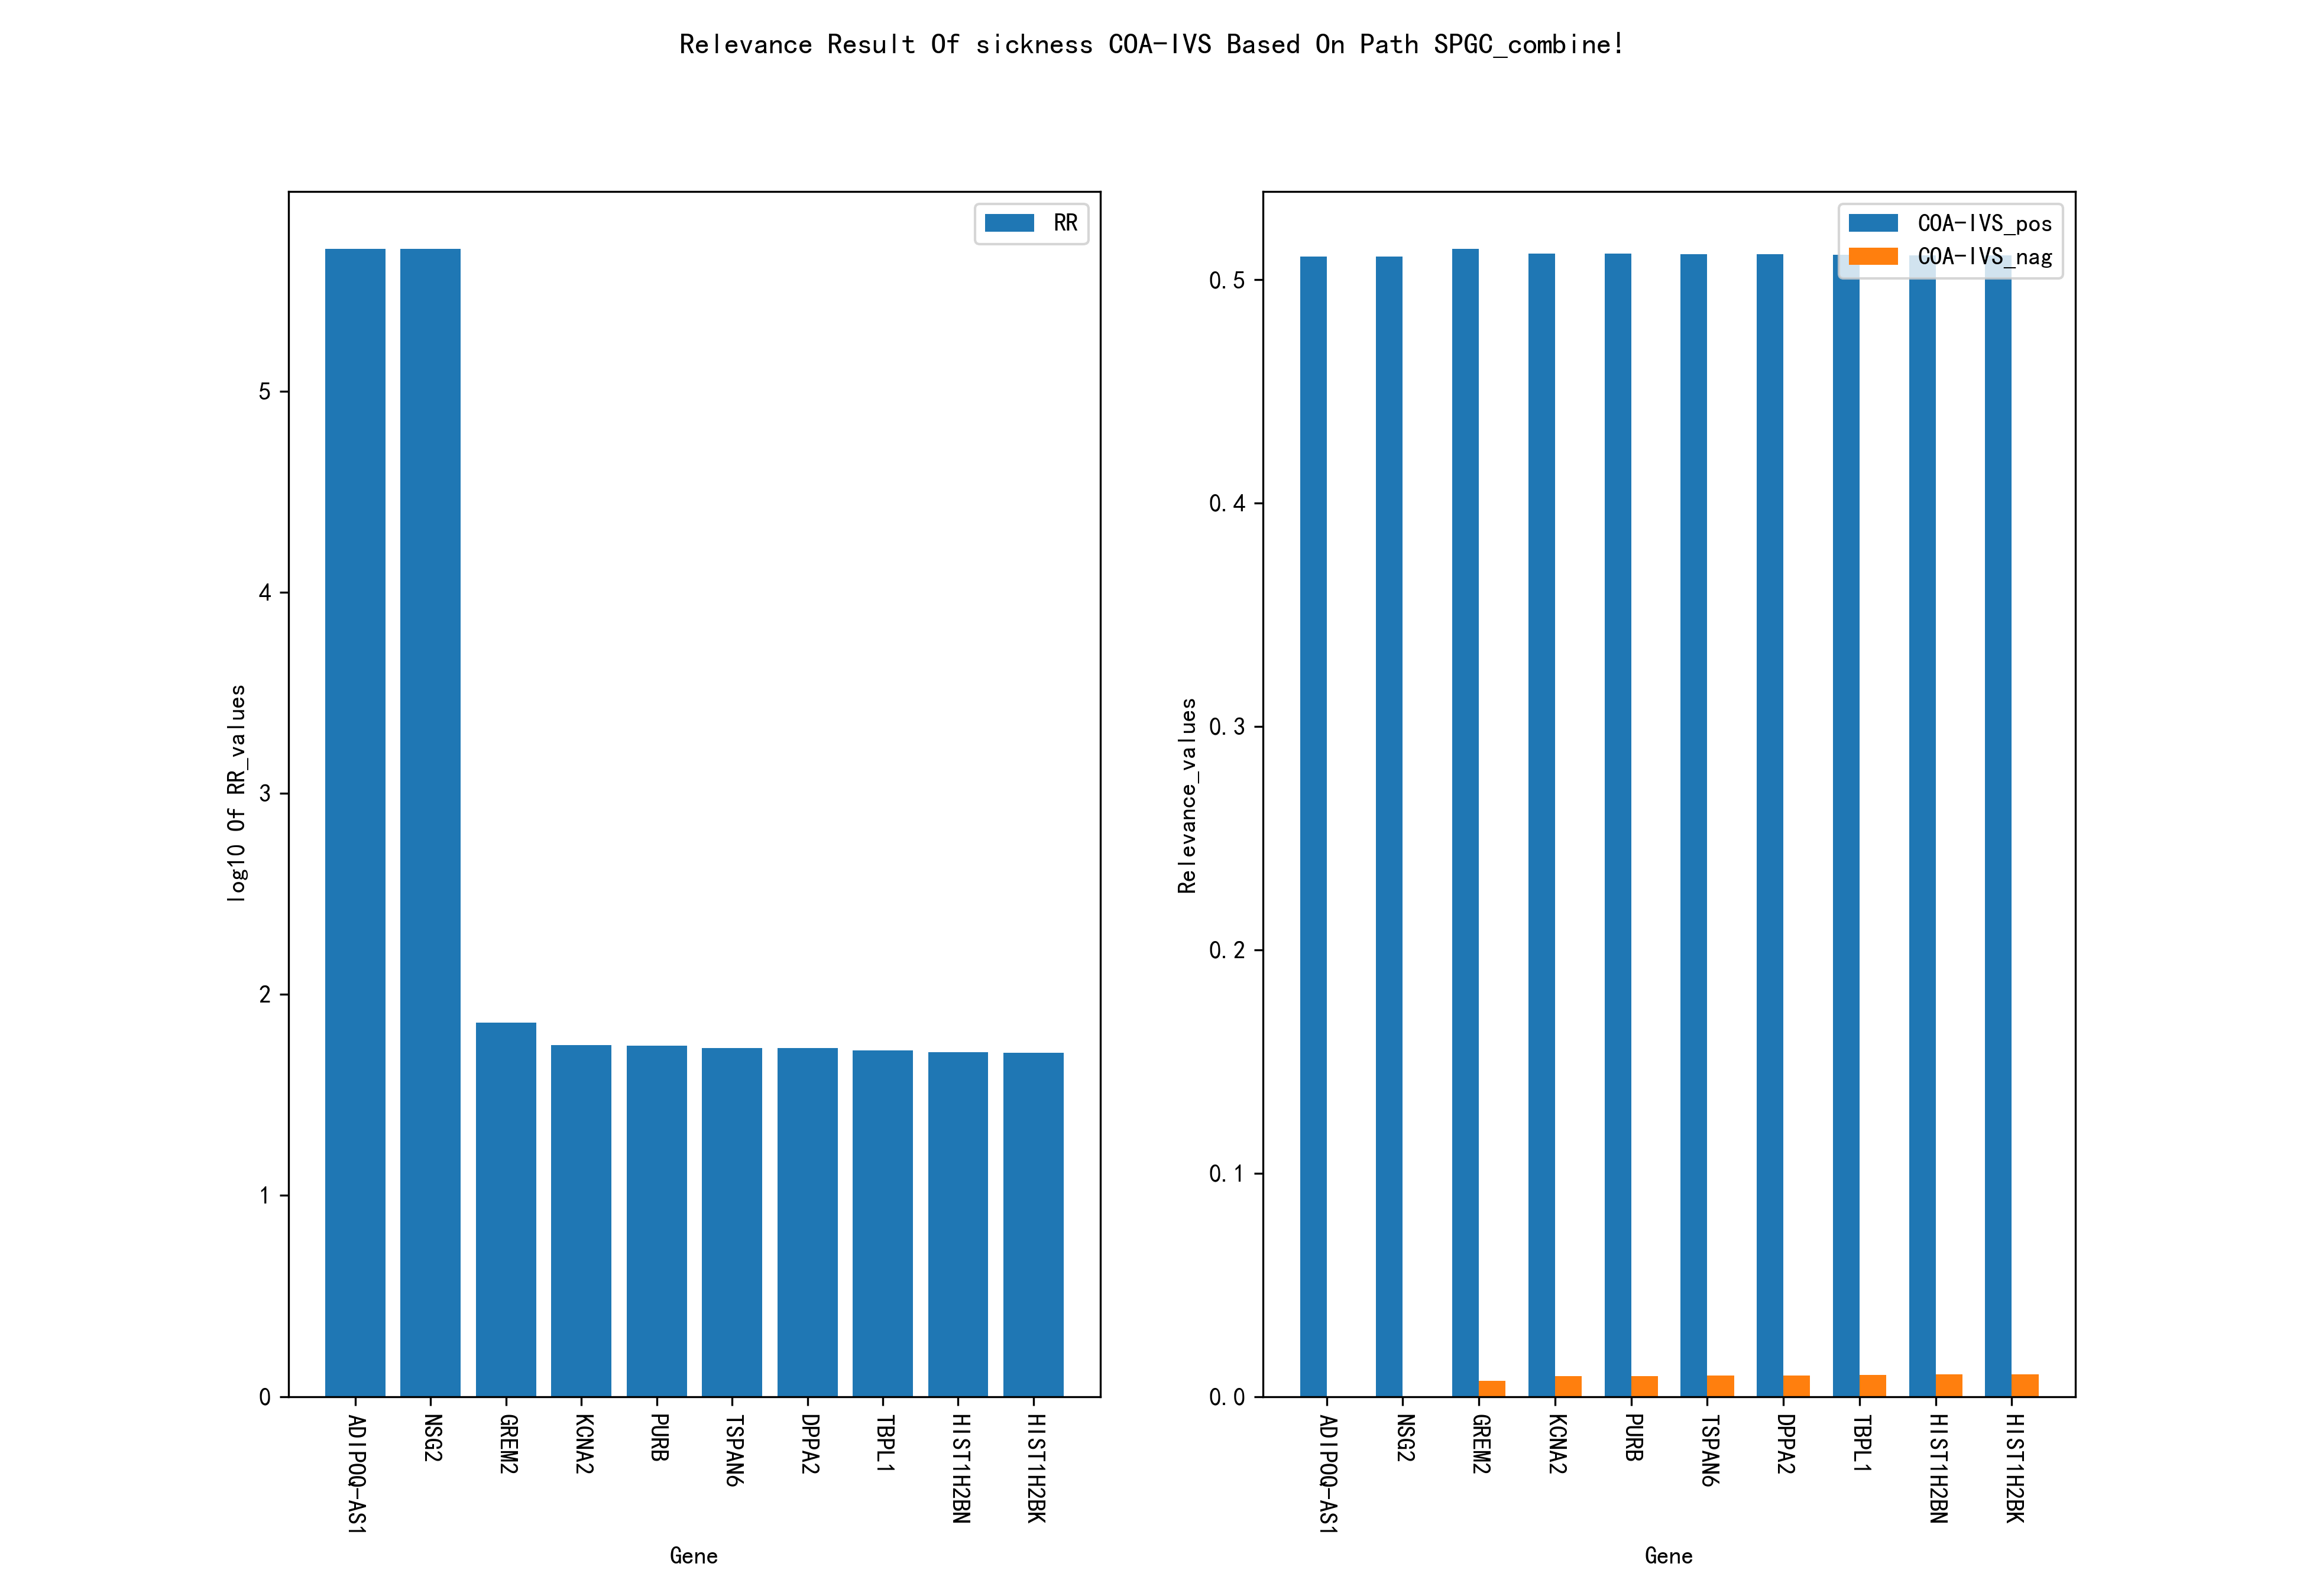 Relevance Result Of sickness COA-IVS Based On Path SPGC_combine!
RR
5
4
3
2
1
0
log10 Of RR_values
ADIPOQ-AS1
NSG2
GREM2
KCNA2
PURB
TSPAN6
DPPA2
TBPL1
HIST1H2BN
HIST1H2BK
Gene
COA-IVS_pos
COA-IVS_nag
0.5
0.4
0.3
0.2
0.1
0.0
Relevance_values
ADIPOQ-AS1
NSG2
GREM2
KCNA2
PURB
TSPAN6
DPPA2
TBPL1
HIST1H2BN
HIST1H2BK
Gene